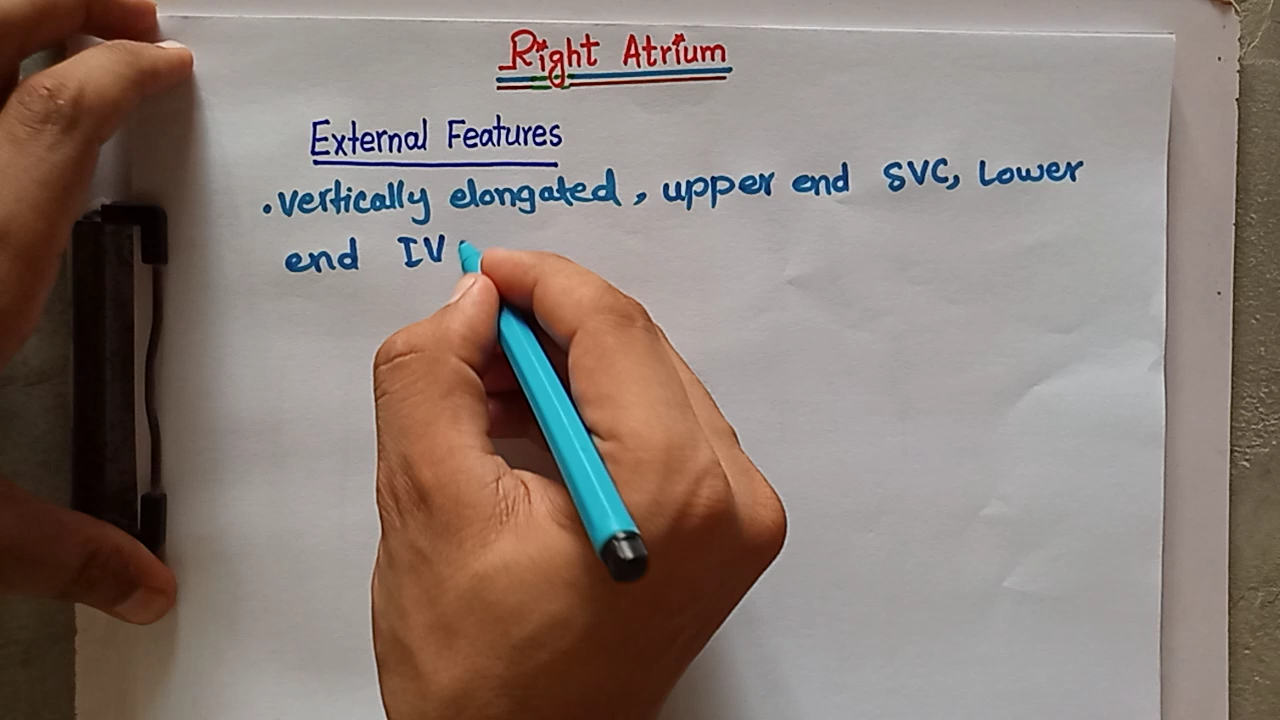 Right Atrium
External Features
. vertically elongated, upper end SVC, Lower
end IV